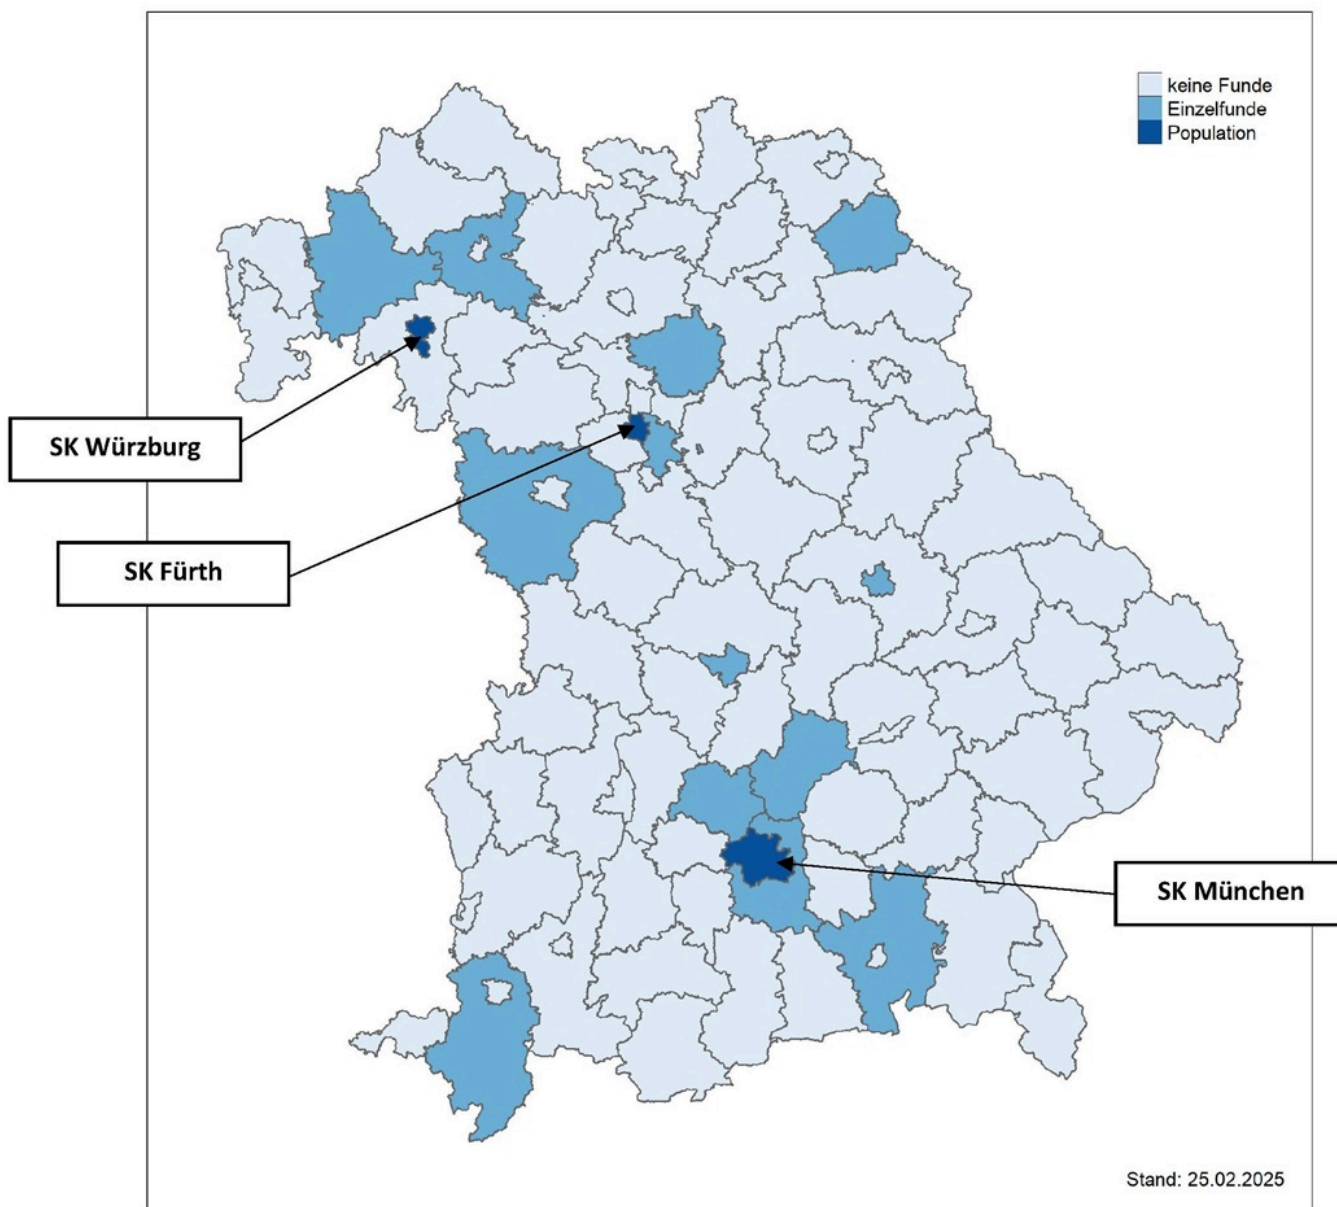 keine Funde
Einzelfunde
Population
SK Würzburg
SK Fürth
SK München
Stand: 25.02.2025